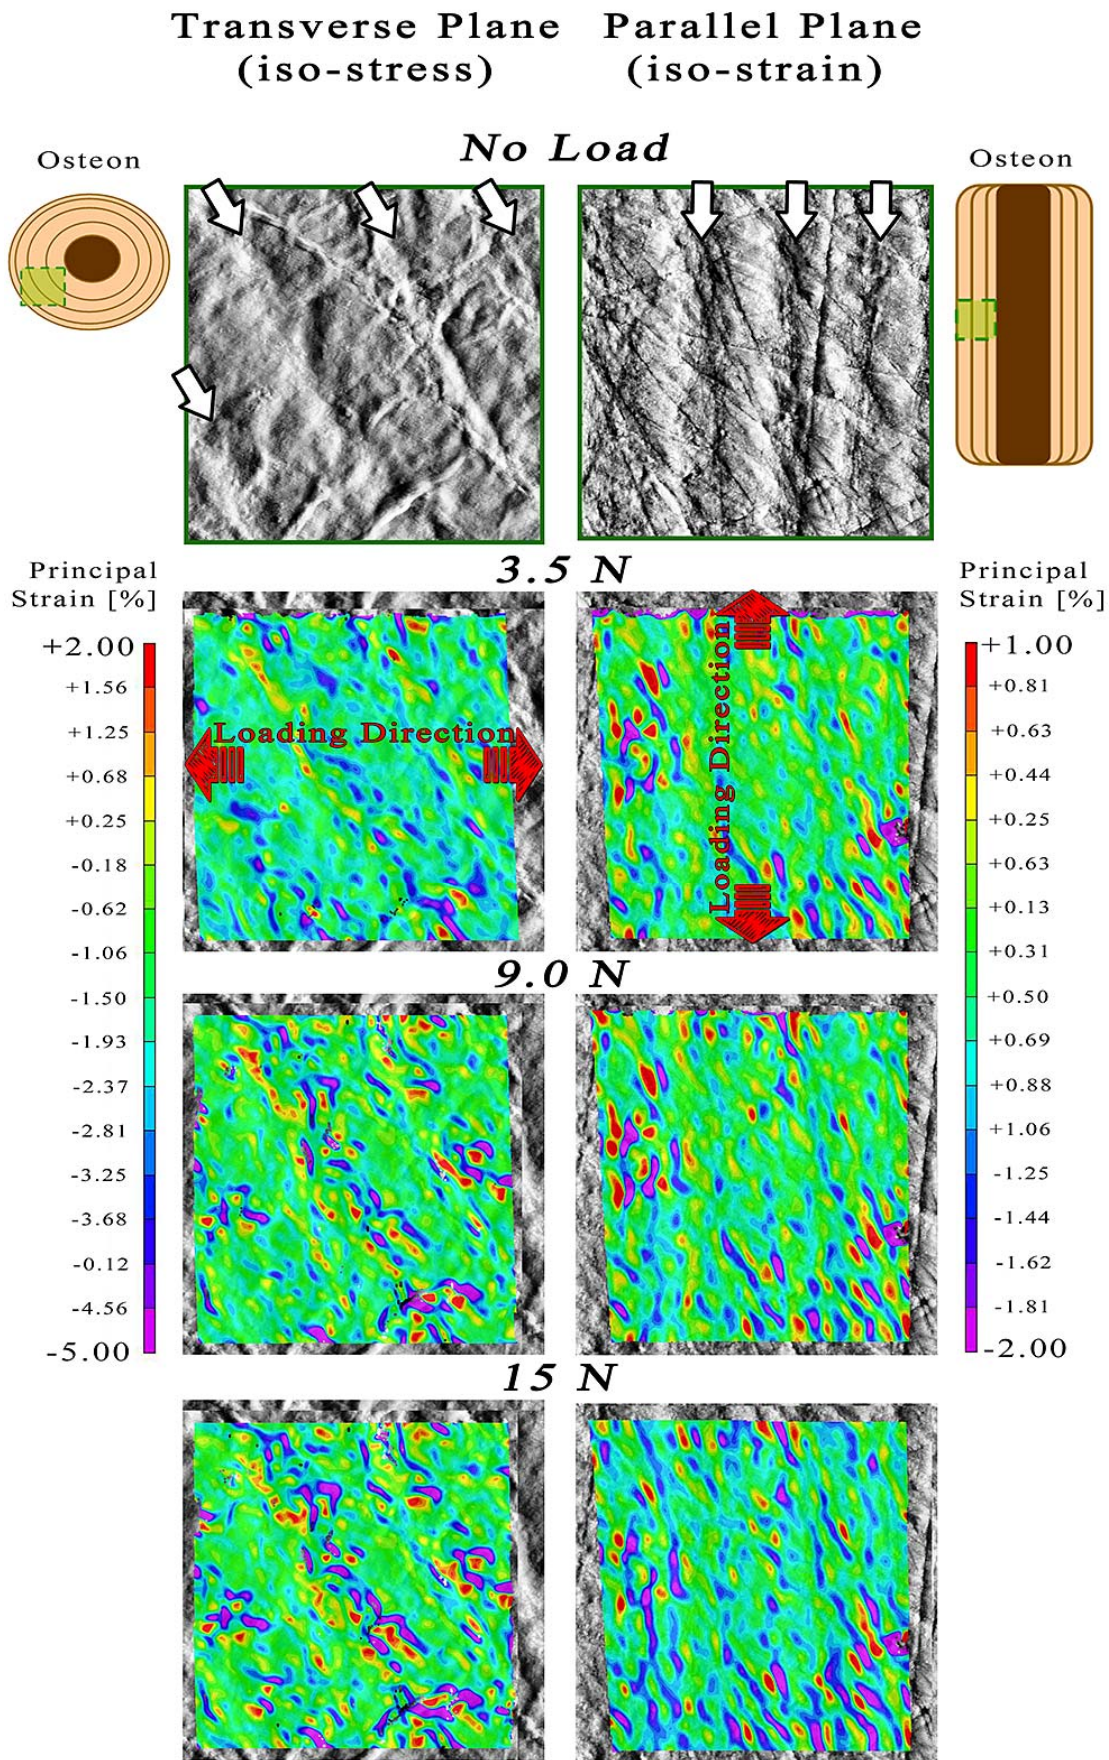 Transverse Plane
(iso-stress)
Parallel Plane
(iso-strain)
No Load
Osteon
Osteon
3.5 N
Principal
Strain [%]
+2.00
+1.56
+1.25
+0.68
+0.25
-0.18
-0.62
-1.06
-1.50
-1.93
-2.37
-2.81
-3.25
-3.68
-0.12
-4.56
-5.00
Loading Direction
Loading Direction
Principal
Strain [%]
+1.00
+0.81
+0.63
+0.44
+0.25
+0.63
+0.13
+0.31
+0.50
+0.69
+0.88
+1.06
-1.25
-1.44
-1.62
-1.81
-2.00
9.0 N
15 N